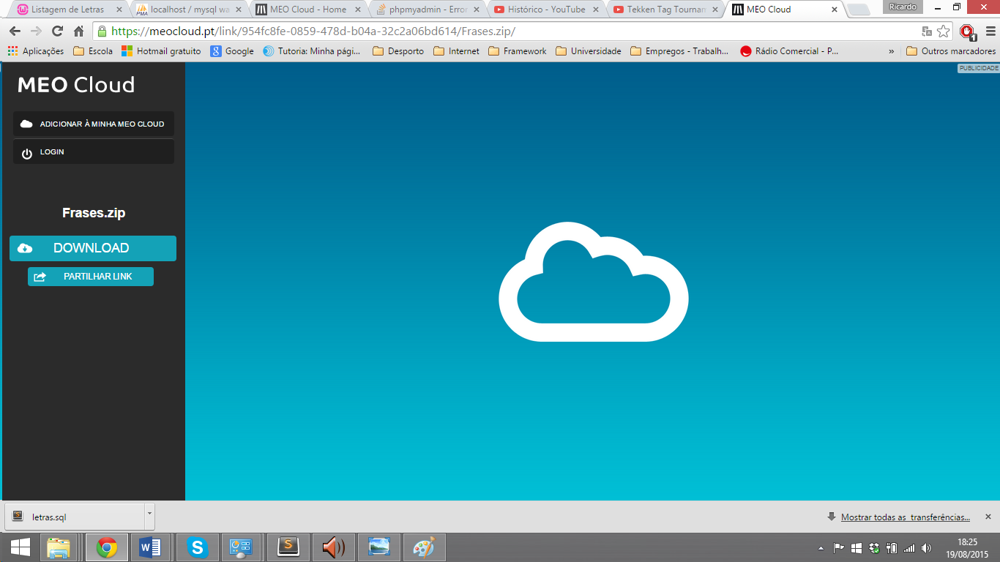 Listagem de Letras
localhost / mysql wa
MEO Cloud - Home
phpmyadmin - Error
Histórico - YouTube
Tekken Tag Tournam
MEO Cloud
Ricardo
https://meocloud.pt/link/954fc8fe-0859-478d-b04a-32c2a06bd614/Frases.zip/
1
Aplicações
Escola
Hotmail gratuito
Google
Tutoria: Minha pági...
Desporto
Internet
Framework
Universidade
Empregos - Trabalh...
Rádio Comercial - P...
»
Outros marcadores
MEO Cloud
PUBLICIDADE
ADICIONAR À MINHA MEO CLOUD
LOGIN
Frases.zip
DOWNLOAD
PARTILHAR LINK
letras.sql
Mostrar todas as transferências...
18:25
19/08/2015